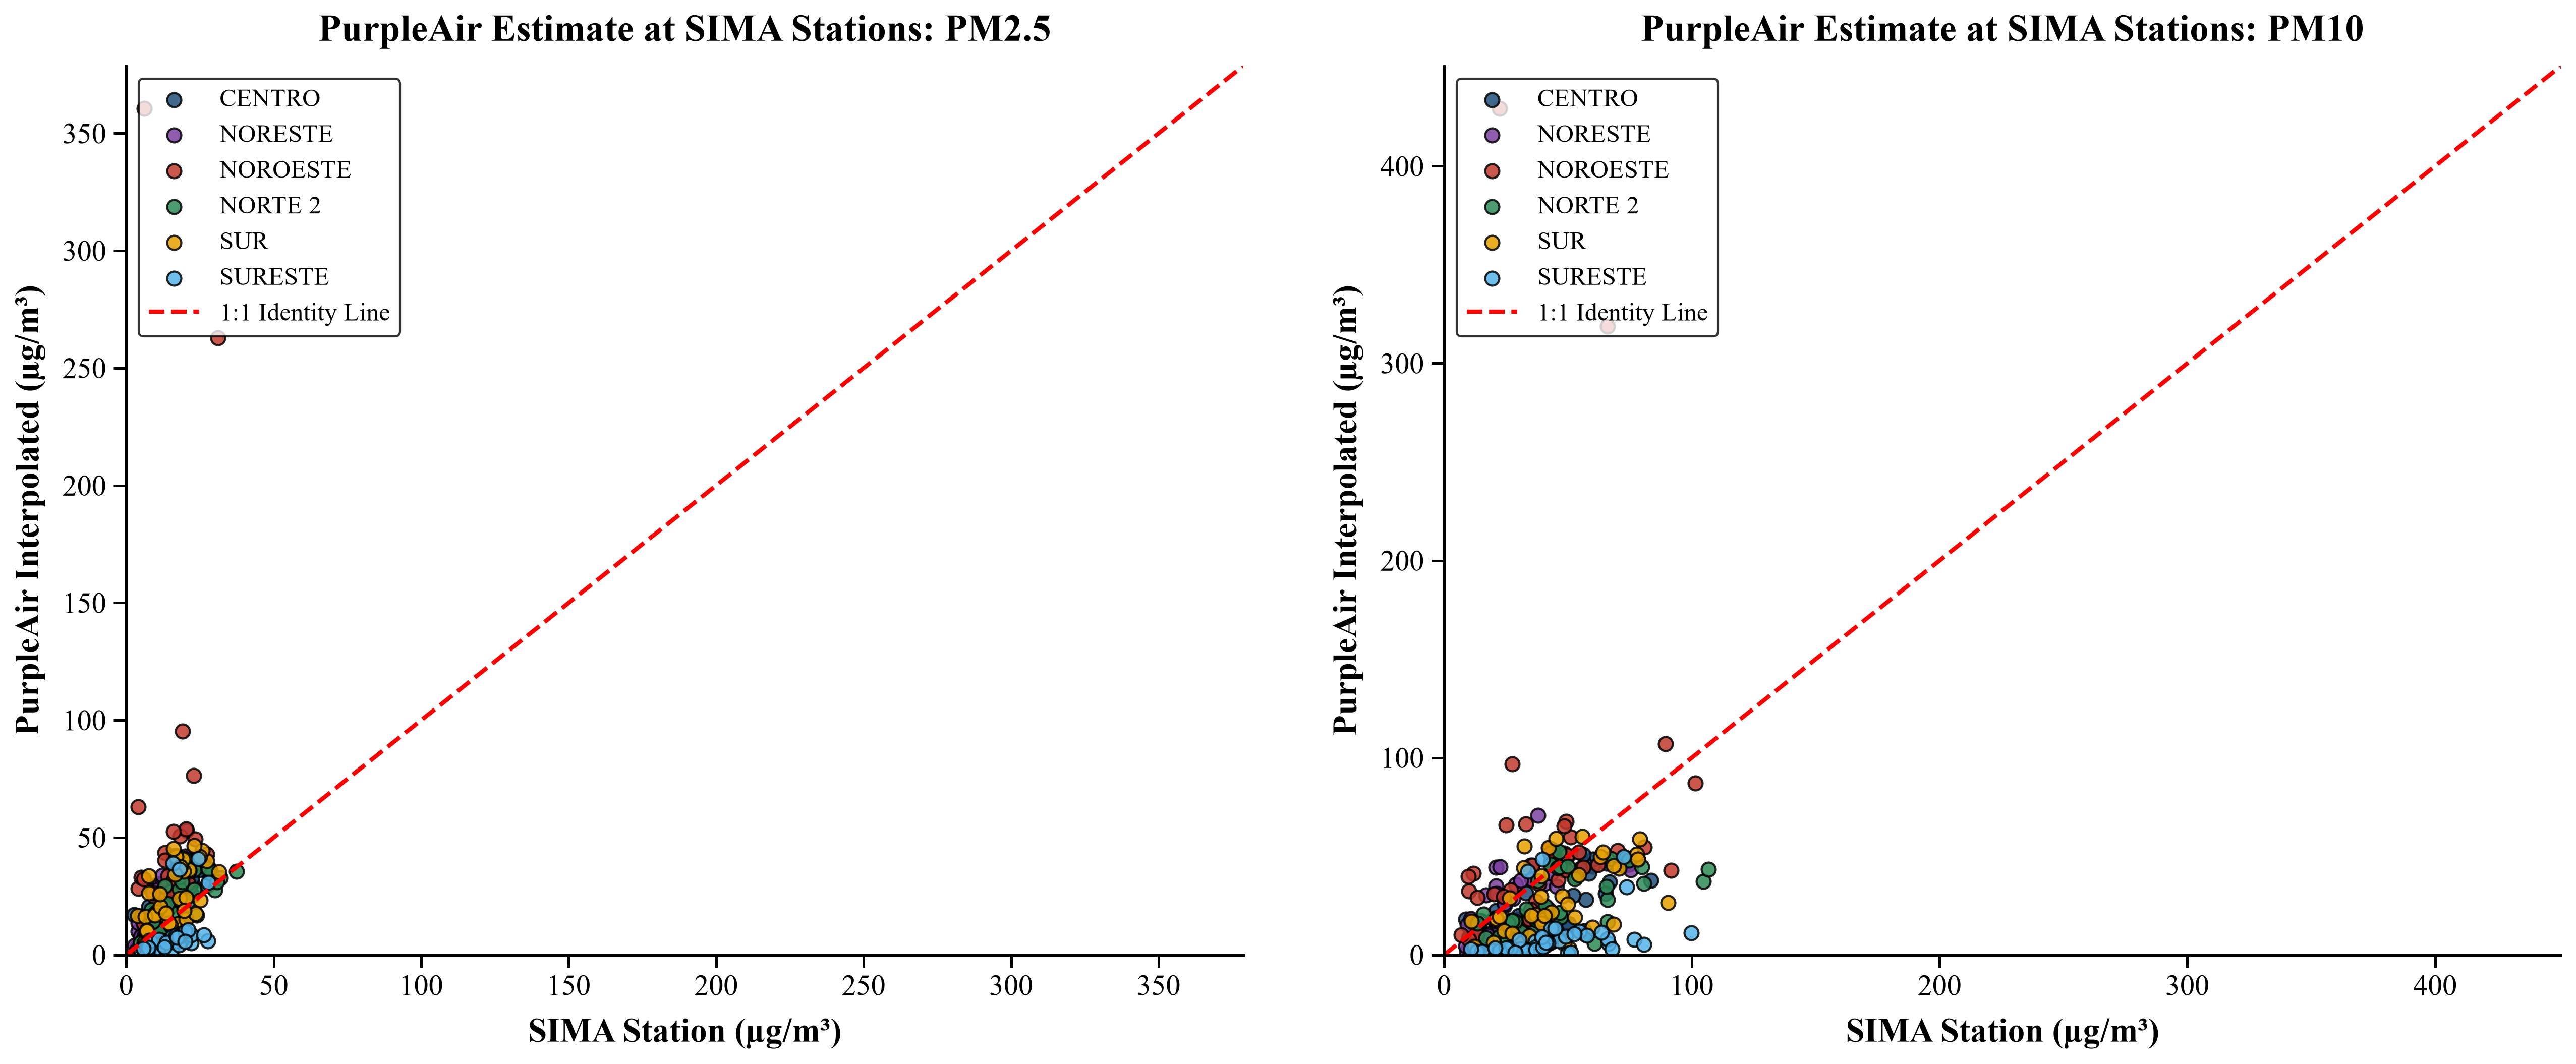 PurpleAir Estimate at SIMA Stations: PM2.5
PurpleAir Interpolated (µg/m³)
350
300
250
200
150
100
50
0
CENTRO
NORESTE
NOROESTE
NORTE 2
SUR
SURESTE
1:1 Identity Line
0 50 100 150 200 250 300 350
SIMA Station (µg/m³)
PurpleAir Estimate at SIMA Stations: PM10
PurpleAir Interpolated (µg/m³)
400
300
200
100
0
CENTRO
NORESTE
NOROESTE
NORTE 2
SUR
SURESTE
1:1 Identity Line
0 100 200 300 400
SIMA Station (µg/m³)